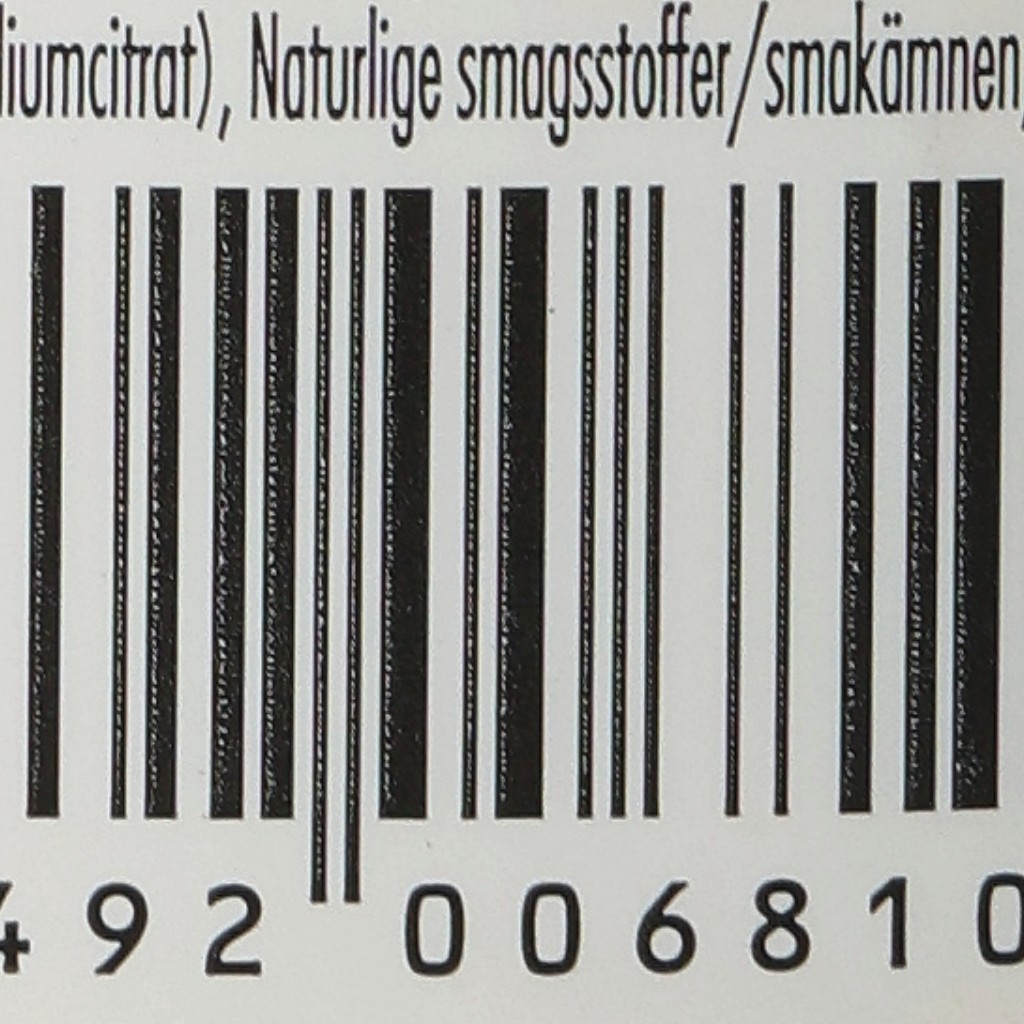 liumcitrat), Naturlige smagsstoffer/smakämnen,
492 006810